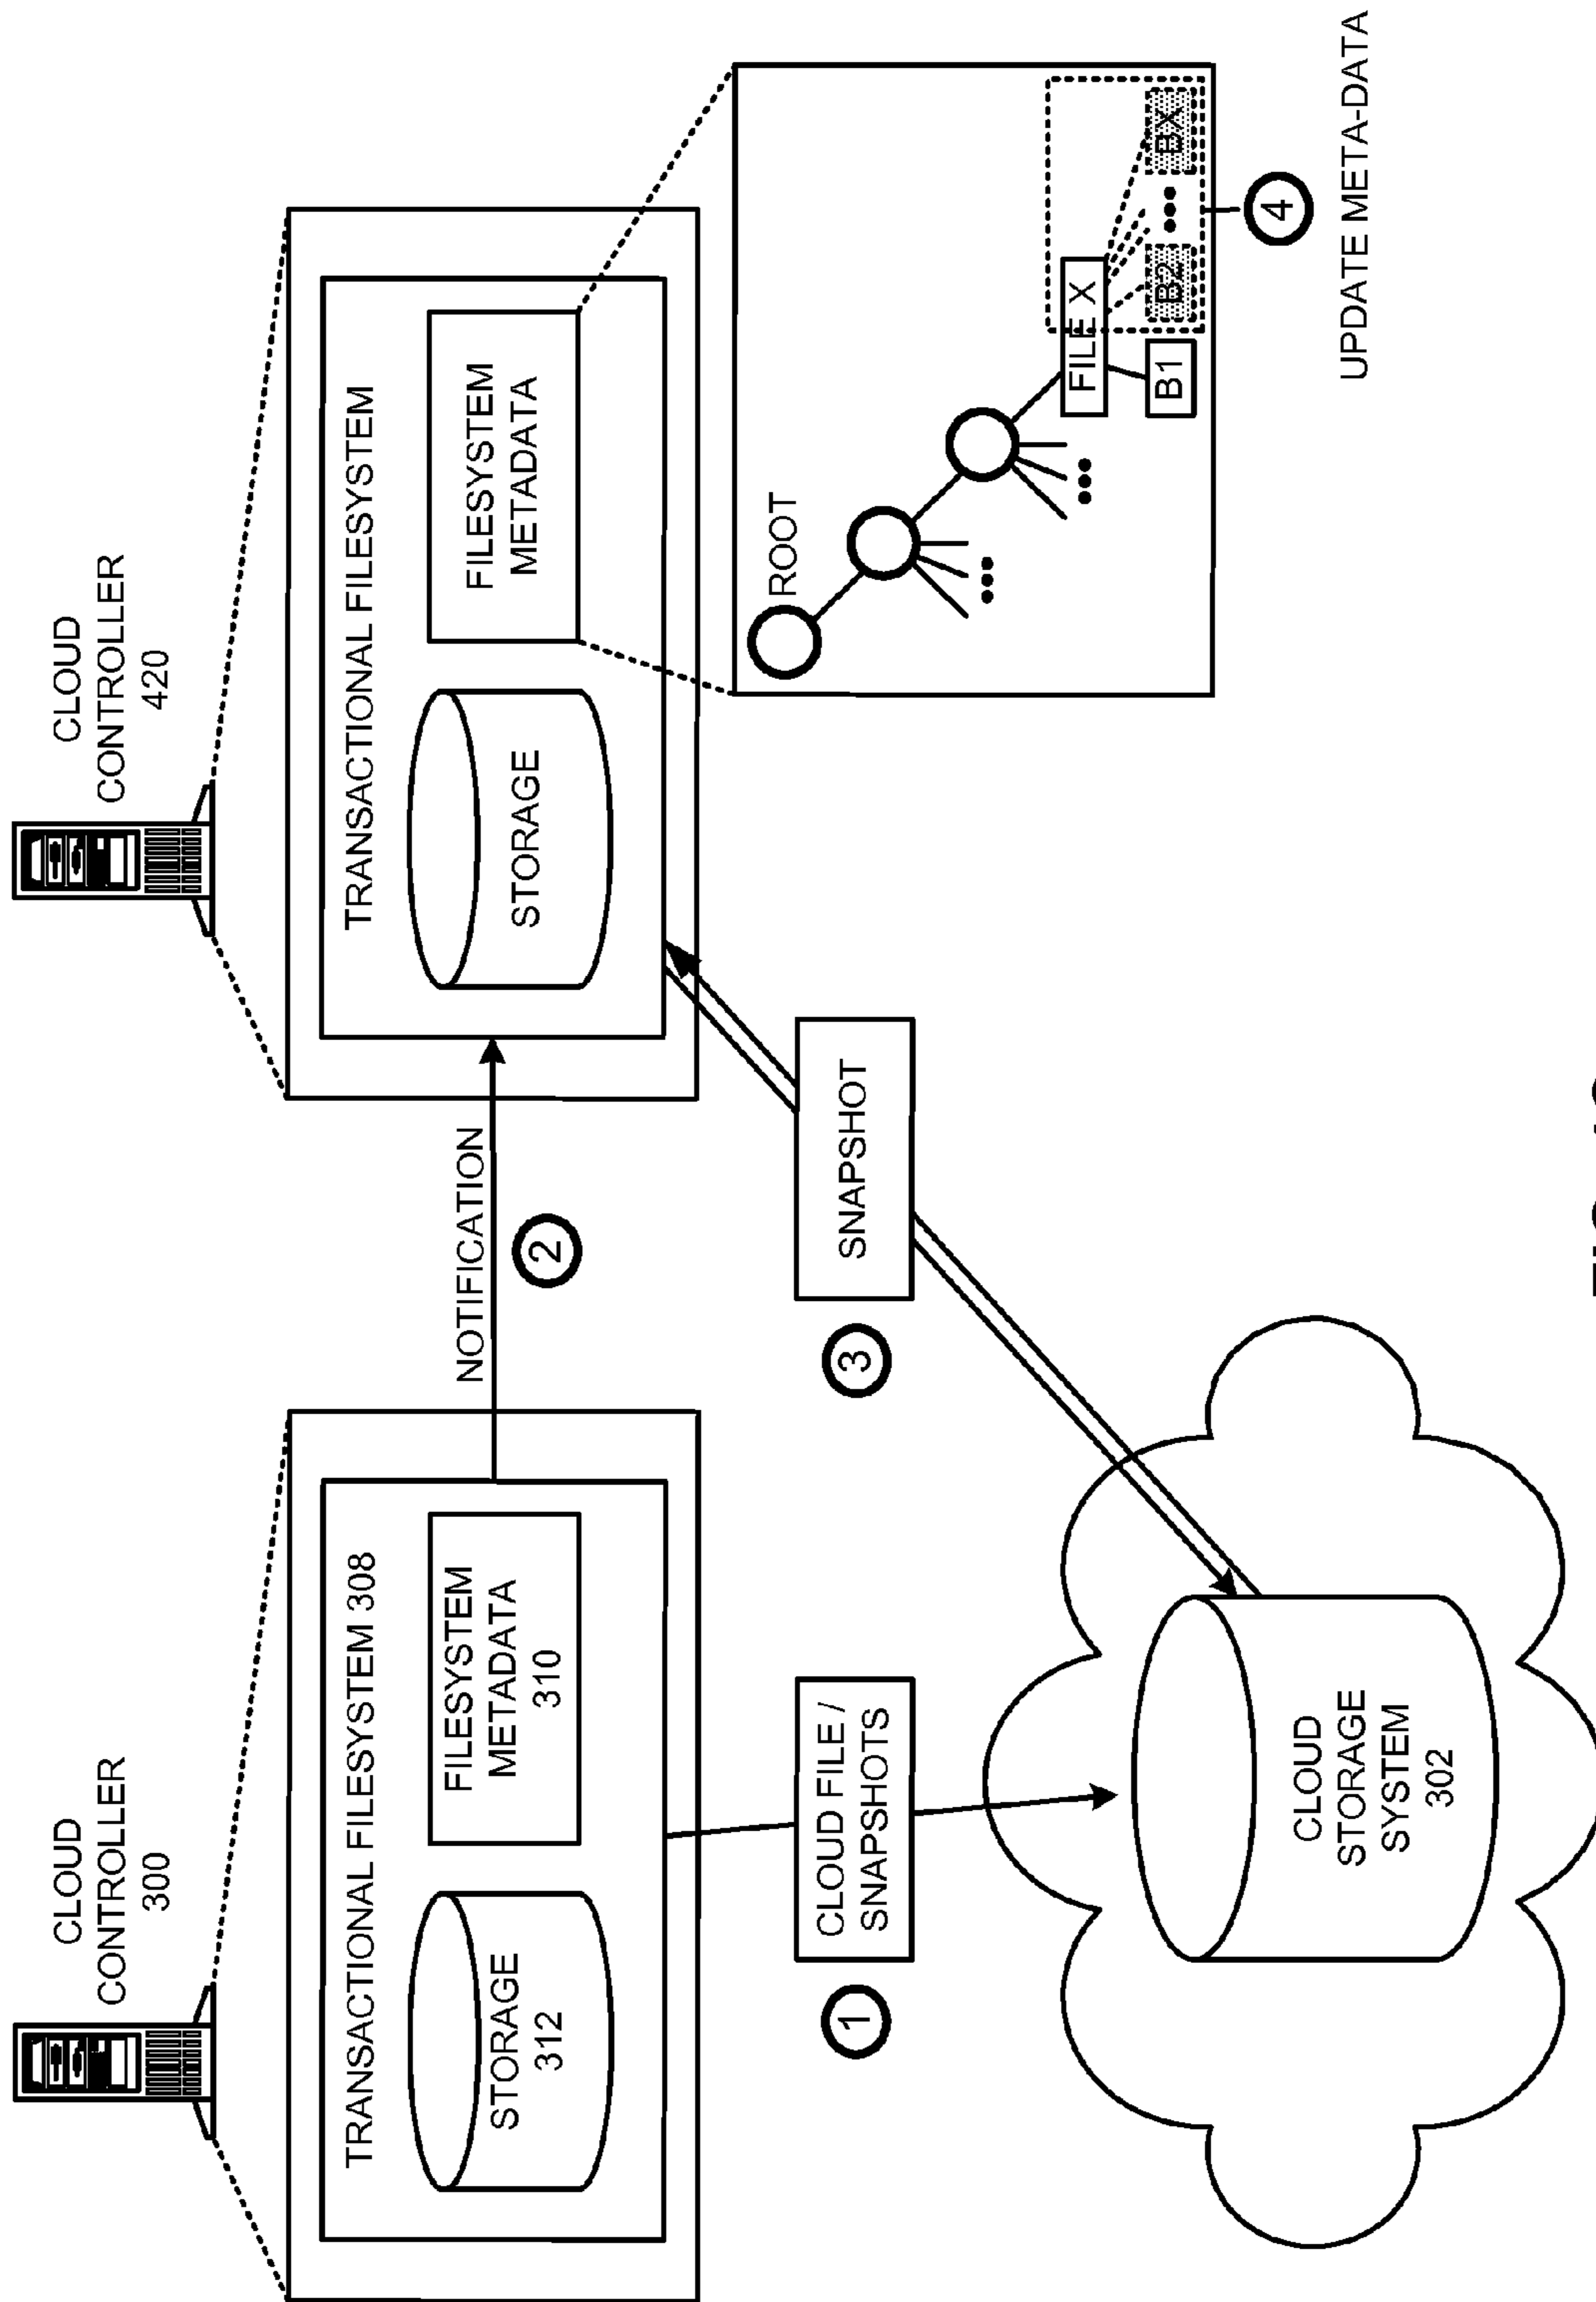 CLOUD
CONTROLLER
300
TRANSACTIONAL FILESYSTEM 308
STORAGE
312
FILESYSTEM
METADATA
310
NOTIFICATION
2
CLOUD
CONTROLLER
420
TRANSACTIONAL FILESYSTEM
STORAGE
FILESYSTEM
METADATA
1
CLOUD FILE /
SNAPSHOTS
3
SNAPSHOT
CLOUD
STORAGE
SYSTEM
302
ROOT
FILE X
B1
B2
BX
4
UPDATE META-DATA